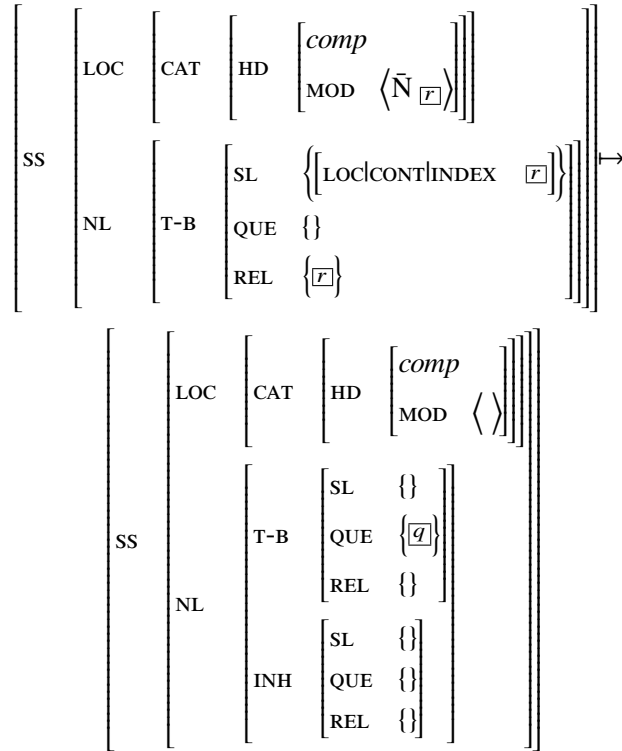 comp
LOC CAT HD
MOD ⟨N̄ r⟩
SS
SL {[LOC|CONT|INDEX r]} ↦
NL T-B QUE {}
REL {r}
comp
LOC CAT HD
MOD ⟨ ⟩
SL {}
T-B QUE {q}
SS
REL {}
NL
SL {}
INH QUE {}
REL {}